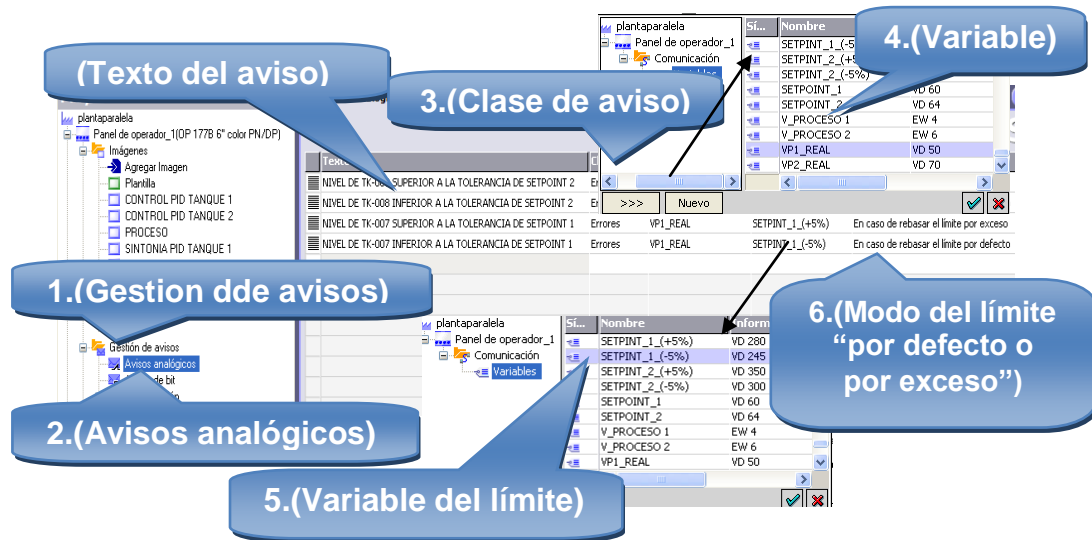 plantaparalela
Panel de operador_1
Comunicación
Sí... Nombre
SETPINT_1_(-5
SETPINT_2_(+5
SETPINT_2_(-5%)
SETPOINT_1 VD 60
SETPOINT_2 VD 64
V_PROCESO 1 EW 4
V_PROCESO 2 EW 6
VP1_REAL VD 50
VP2_REAL VD 70
>>> Nuevo
4.(Variable)
(Texto del aviso)
3.(Clase de aviso)
plantaparalela
Panel de operador_1(OP 177B 6" color PN/DP)
Imágenes
Agregar Imagen
Plantilla
CONTROL PID TANQUE 1
CONTROL PID TANQUE 2
PROCESO
SINTONIA PID TANQUE 1
NIVEL DE TK-008 SUPERIOR A LA TOLERANCIA DE SETPOINT 2
NIVEL DE TK-008 INFERIOR A LA TOLERANCIA DE SETPOINT 2
NIVEL DE TK-007 SUPERIOR A LA TOLERANCIA DE SETPOINT 1 Errores VP1_REAL SETPINT_1_(+5%) En caso de rebasar el límite por exceso
NIVEL DE TK-007 INFERIOR A LA TOLERANCIA DE SETPOINT 1 Errores VP1_REAL SETPINT_1_(-5%) En caso de rebasar el límite por defecto
1.(Gestion dde avisos)
Gestión de avisos
Avisos analógicos
de bit
2.(Avisos analógicos)
plantaparalela
Panel de operador_1
Comunicación
Variables
Sí... Nombre Inform
SETPINT_1_(+5%) VD 280
SETPINT_1_(-5%) VD 245
SETPINT_2_(+5%) VD 350
SETPINT_2_(-5%) VD 300
SETPOINT_1 VD 60
SETPOINT_2 VD 64
V_PROCESO 1 EW 4
V_PROCESO 2 EW 6
VP1_REAL VD 50
5.(Variable del límite)
6.(Modo del límite
“por defecto o
por exceso”)